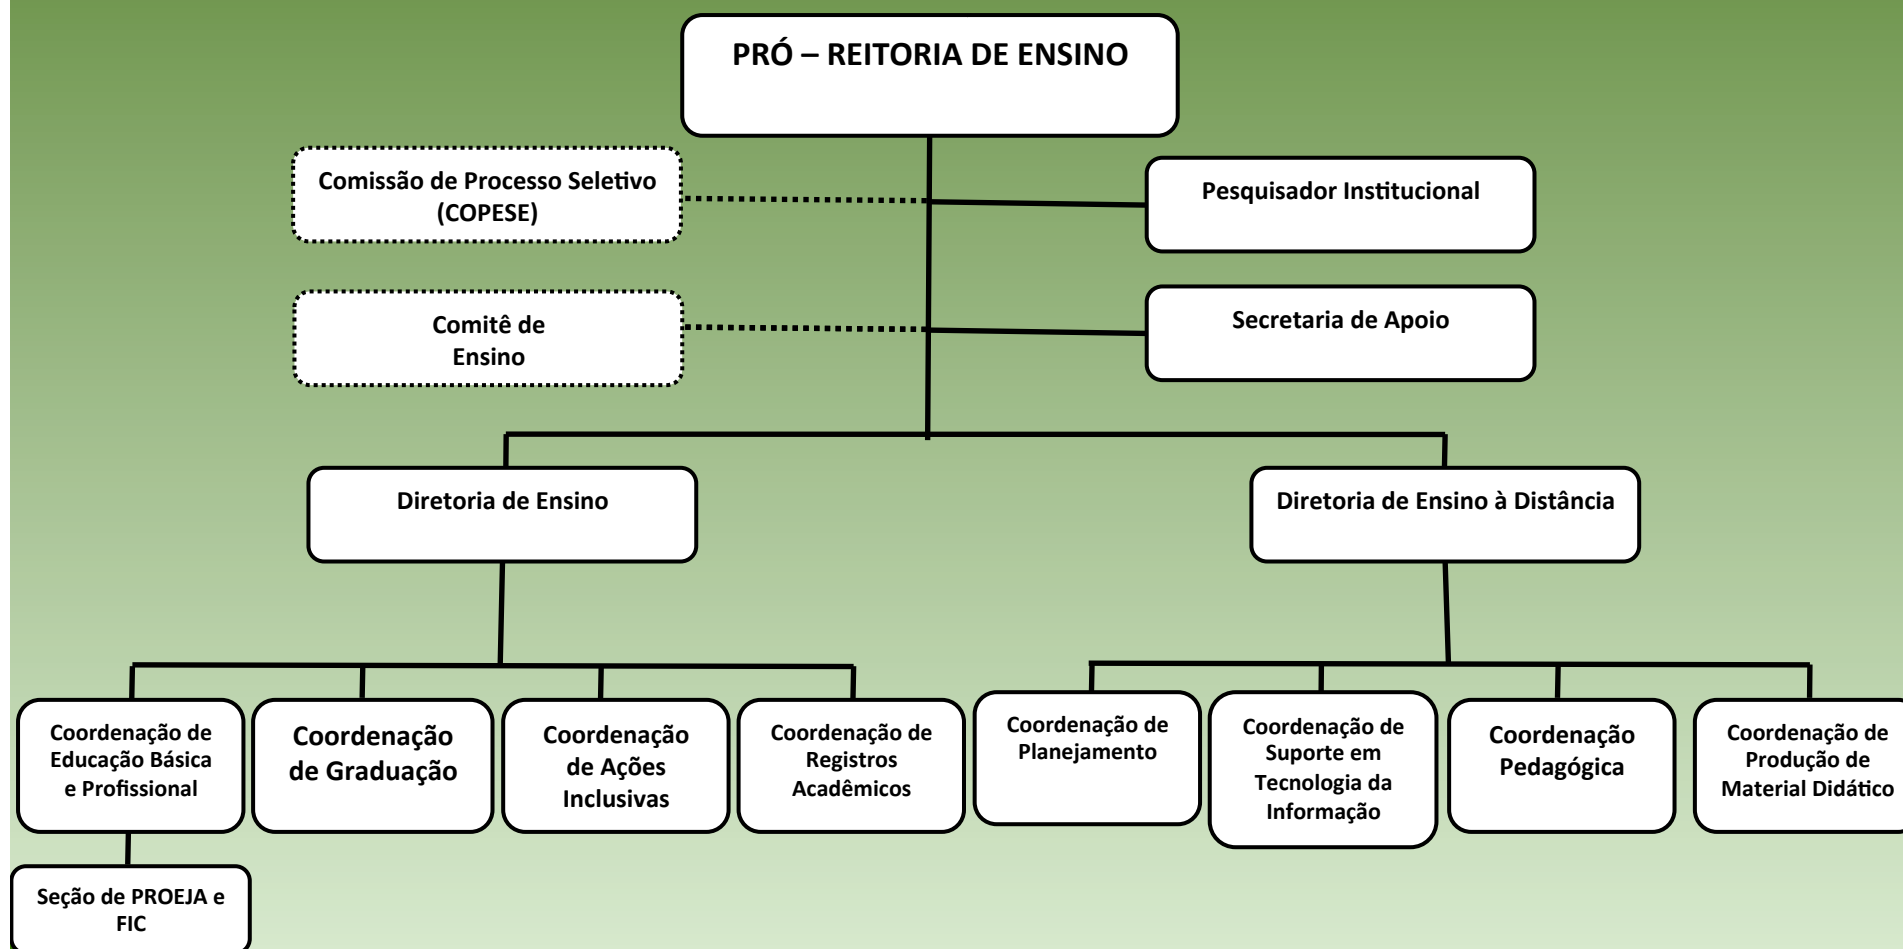 PRÓ – REITORIA DE ENSINO
Comissão de Processo Seletivo
(COPESE)
Pesquisador Institucional
Comitê de
Ensino
Secretaria de Apoio
Diretoria de Ensino
Diretoria de Ensino à Distância
Coordenação de
Educação Básica
e Profissional
Coordenação
de Graduação
Coordenação
de Ações
Inclusivas
Coordenação de
Registros
Acadêmicos
Coordenação de
Planejamento
Coordenação de
Suporte em
Tecnologia da
Informação
Coordenação
Pedagógica
Coordenação de
Produção de
Material Didático
Seção de PROEJA e
FIC